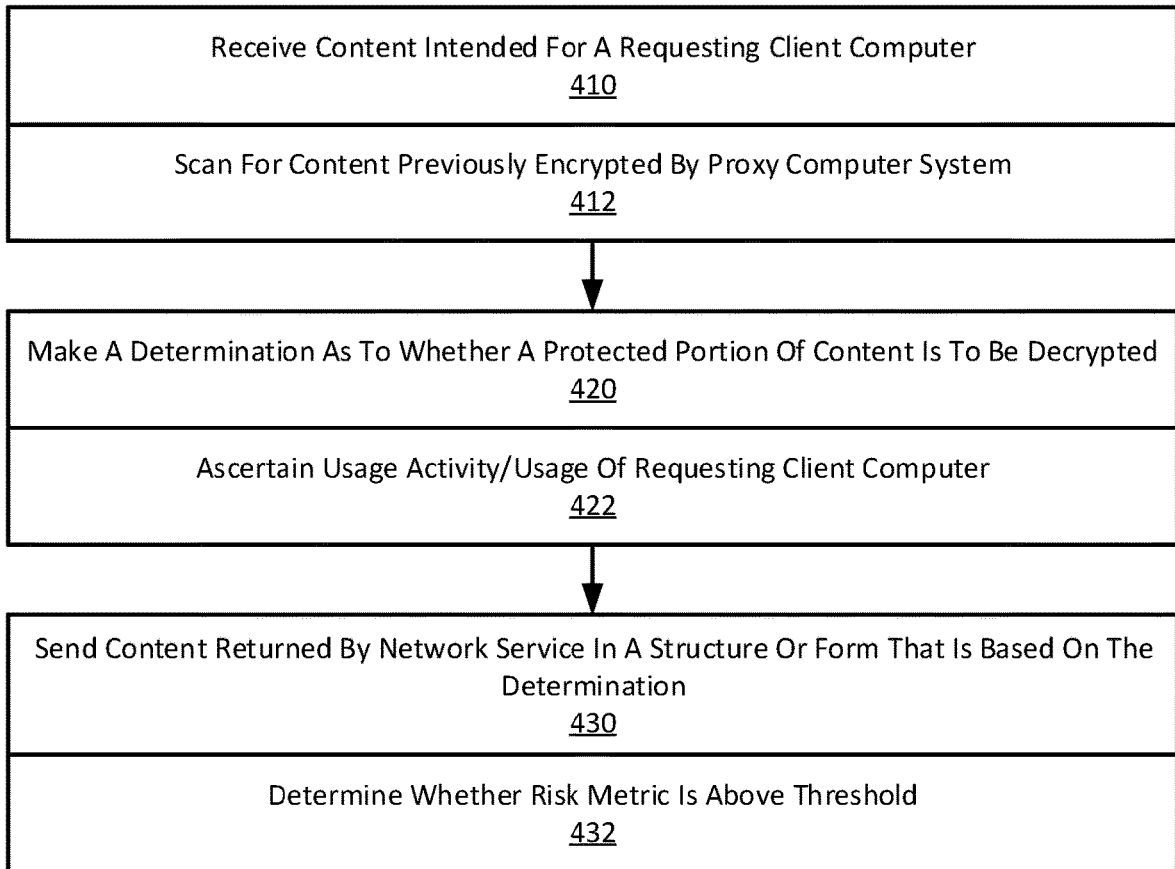 Receive Content Intended For A Requesting Client Computer
410
Scan For Content Previously Encrypted By Proxy Computer System
412
Make A Determination As To Whether A Protected Portion Of Content Is To Be Decrypted
420
Ascertain Usage Activity/Usage Of Requesting Client Computer
422
Send Content Returned By Network Service In A Structure Or Form That Is Based On The
Determination
430
Determine Whether Risk Metric Is Above Threshold
432